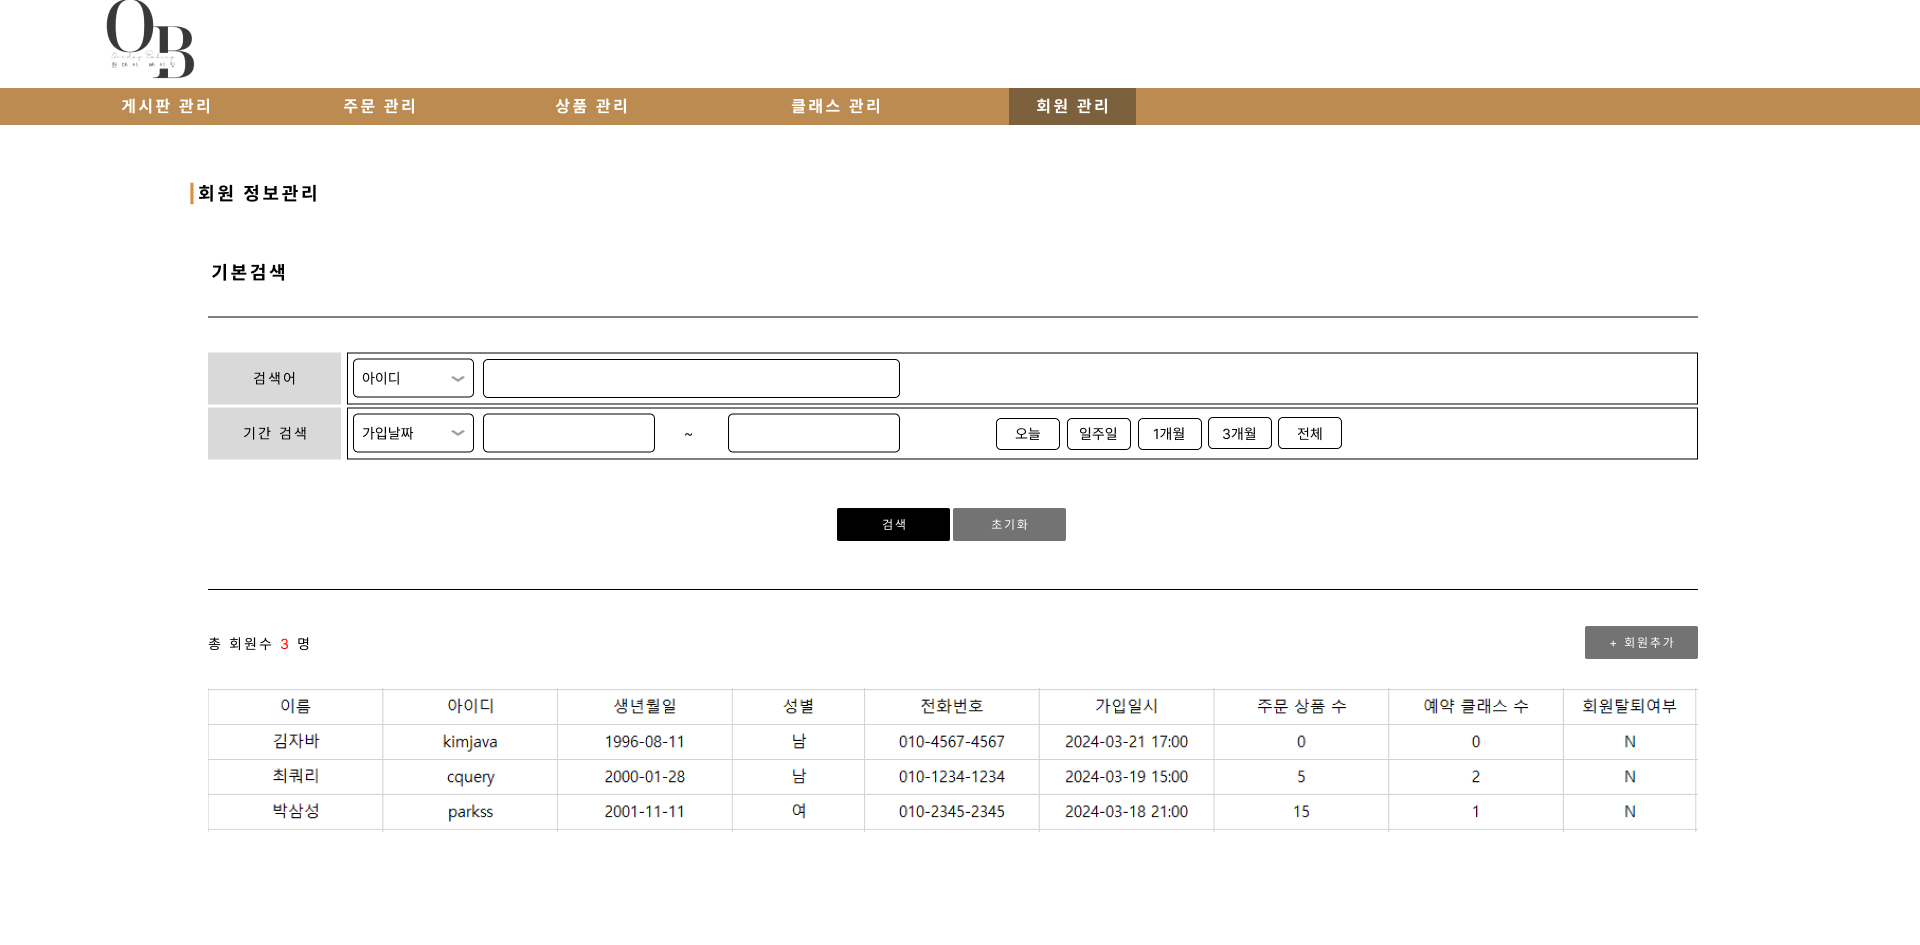 OB
Oneday Baking
원데이 베이킹
게시판 관리 주문 관리 상품 관리 클래스 관리 회원 관리
회원 정보관리
기본검색
검색어 아이디
기간 검색 가입날짜 ~ 오늘 일주일 1개월 3개월 전체
검색 초기화
총 회원수 3 명 + 회원추가
이름 아이디 생년월일 성별 전화번호 가입일시 주문 상품 수 예약 클래스 수 회원탈퇴여부
김자바 kimjava 1996-08-11 남 010-4567-4567 2024-03-21 17:00 0 0 N
최쿼리 cquery 2000-01-28 남 010-1234-1234 2024-03-19 15:00 5 2 N
박삼성 parkss 2001-11-11 여 010-2345-2345 2024-03-18 21:00 15 1 N